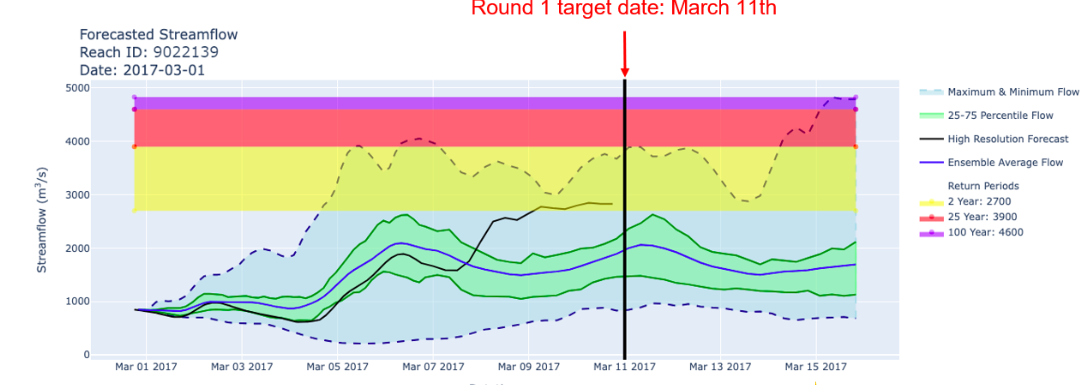 Round 1 target date: March 11th
Forecasted Streamflow
Reach ID: 9022139
Date: 2017-03-01
5000
4000
3000
2000
1000
0
Streamflow (m³/s)
Mar 01 2017
Mar 03 2017
Mar 05 2017
Mar 07 2017
Mar 09 2017
Mar 11 2017
Mar 13 2017
Mar 15 2017
Maximum & Minimum Flow
25-75 Percentile Flow
High Resolution Forecast
Ensemble Average Flow
Return Periods
2 Year: 2700
25 Year: 3900
100 Year: 4600